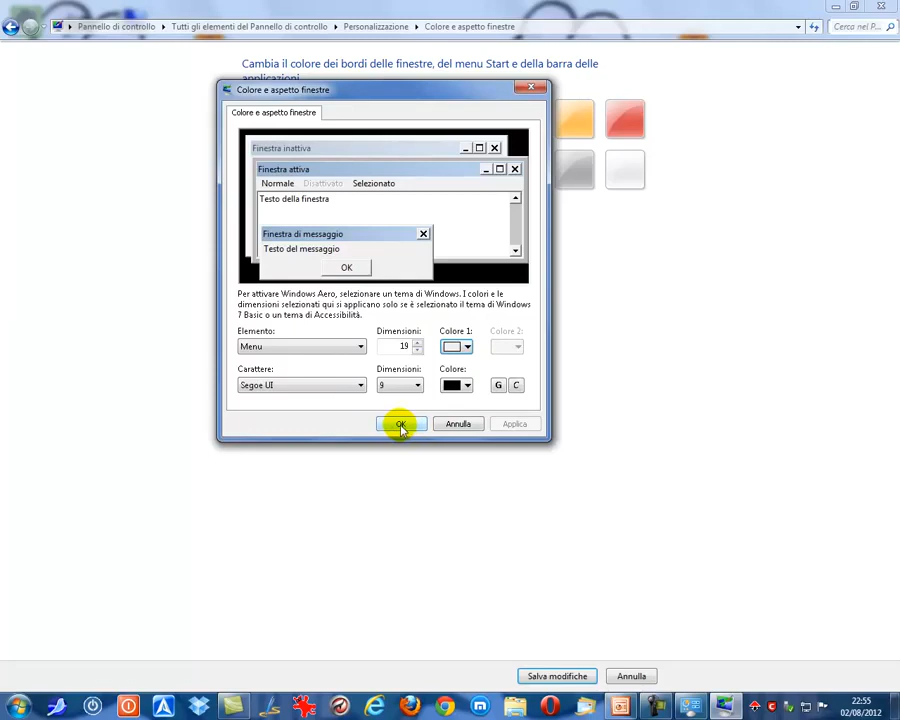 Pannello di controllo
Tutti gli elementi del Pannello di controllo
Personalizzazione
Colore e aspetto finestre
Cerca nel P...
Cambia il colore dei bordi delle finestre, del menu Start e della barra delle
applicazioni
Colore e aspetto finestre
Colore e aspetto finestre
Finestra inattiva
Finestra attiva
Normale Disattivato Selezionato
Testo della finestra
Finestra di messaggio
Testo del messaggio
OK
Per attivare Windows Aero, selezionare un tema di Windows. I colori e le
dimensioni selezionati qui si applicano solo se è selezionato il tema di Windows
7 Basic o un tema di Accessibilità.
Elemento: Dimensioni: Colore 1: Colore 2:
Menu 19
Carattere: Dimensioni: Colore:
Segoe UI 9 G C
OK Annulla Applica
Salva modifiche Annulla
22:55
02/08/2012